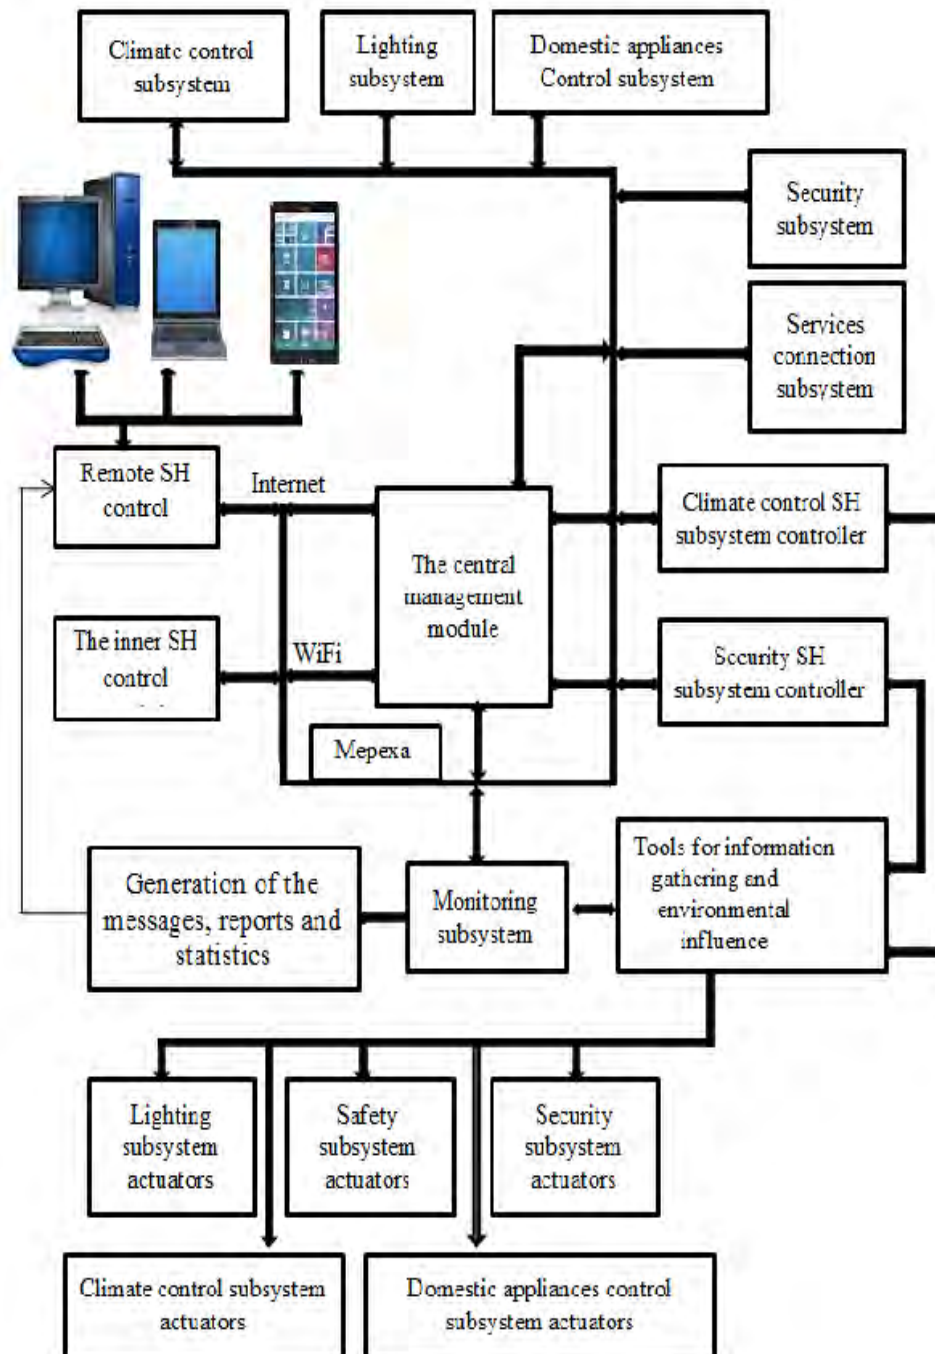 Climate control
subsystem
Lighting
subsystem
Domestic appliances
Control subsystem
Security
subsystem
Services
connection
subsystem
Remote SH
control
Internet
Climate control SH
subsystem controller
The central
management
module
The inner SH
control
WiFi
Security SH
subsystem controller
Мережа
Tools for information
gathering and
environmental
influence
Generation of the
messages, reports and
statistics
Monitoring
subsystem
Lighting
subsystem
actuators
Safety
subsystem
actuators
Security
subsystem
actuators
Climate control subsystem
actuators
Domestic appliances control
subsystem actuators